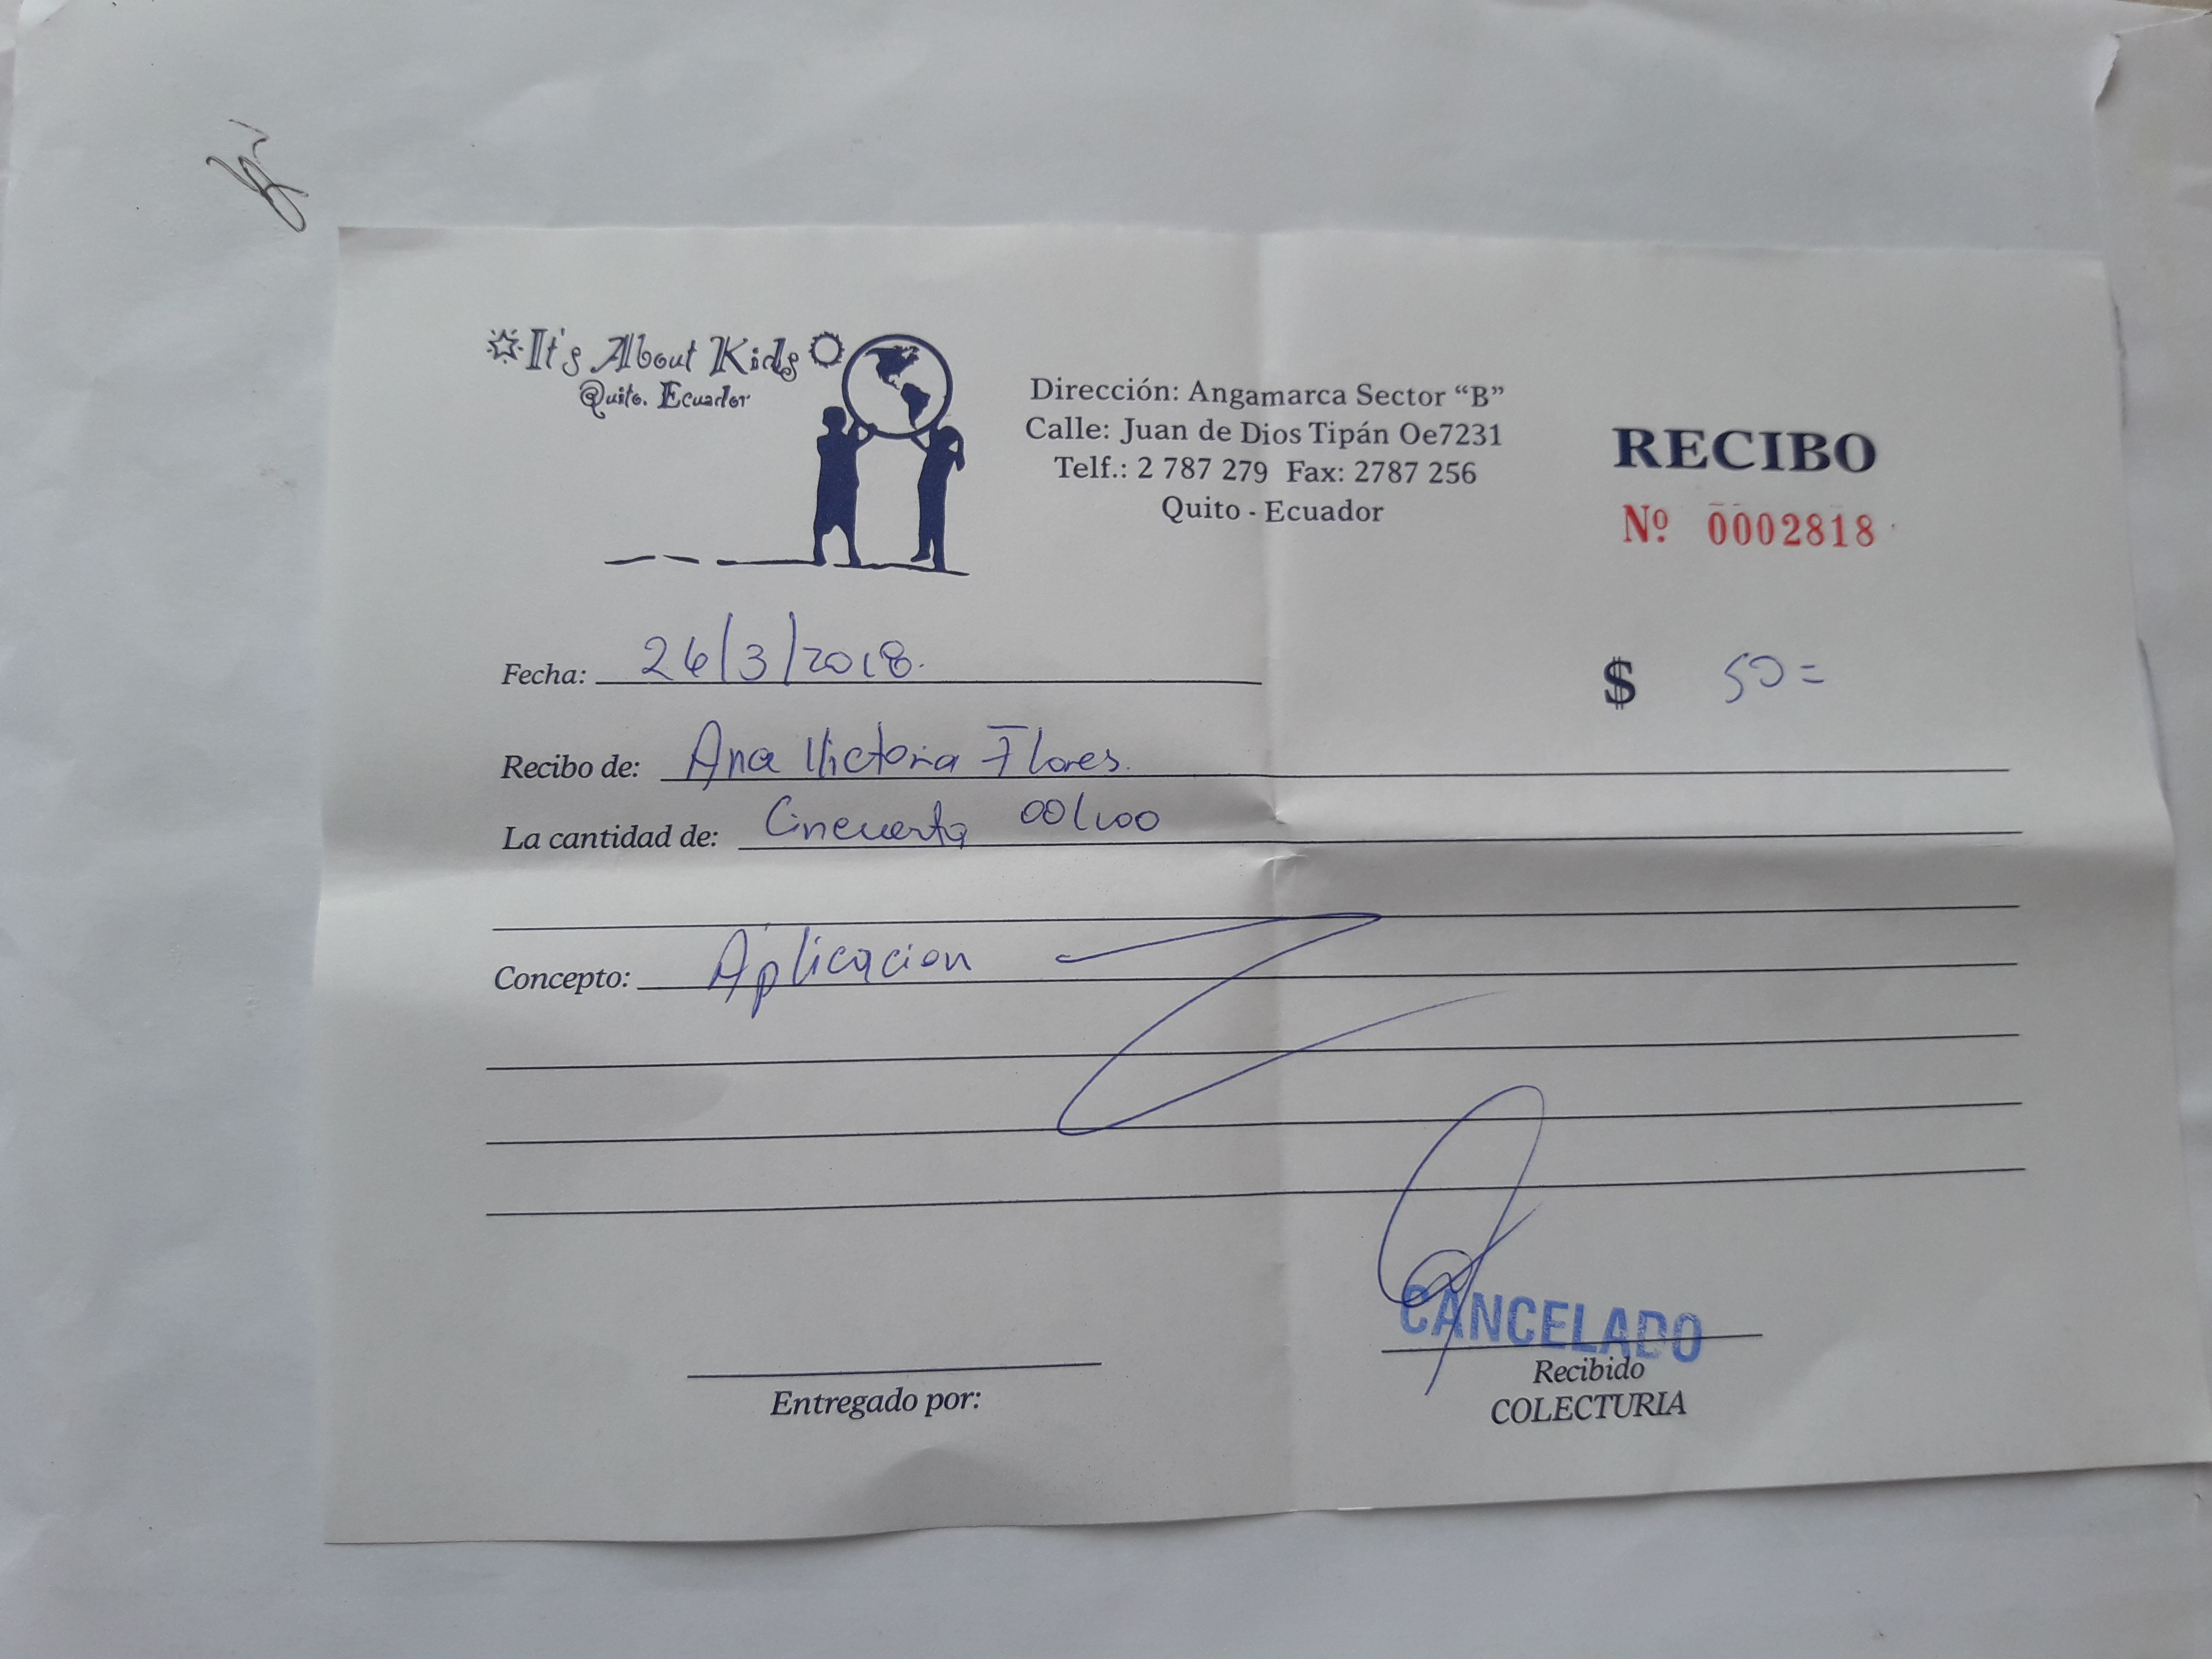 It's About Kids
Quito, Ecuador
Dirección: Angamarca Sector “B”
Calle: Juan de Dios Tipán Oe7231
Telf.: 2 787 279 Fax: 2787 256
Quito - Ecuador
RECIBO
Nº. 0002818
Fecha: 26/3/2018.
$ 50=
Recibo de: Ana Victoria Flores.
La cantidad de: Cincuenta 00/100
Concepto: Aplicacion
CANCELADO
Entregado por:
Recibido
COLECTURIA